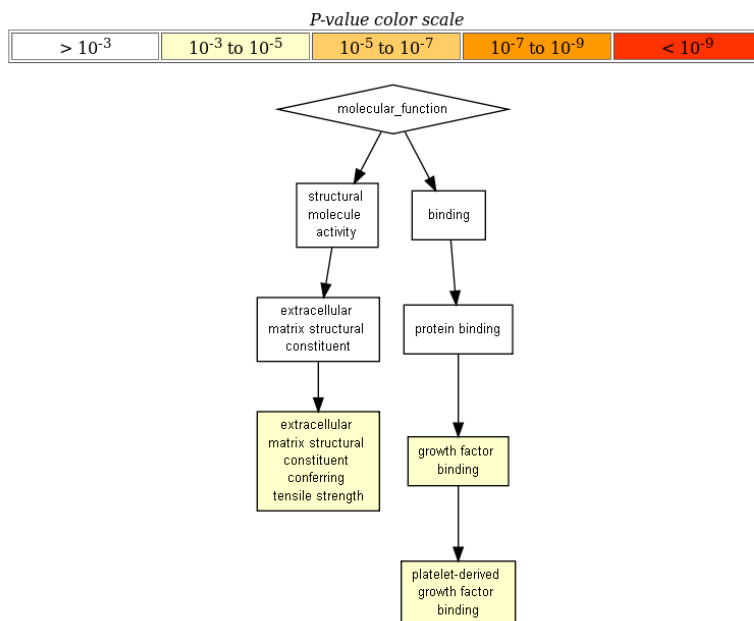 P-value color scale
> 10-3 10-3 to 10-5 10-5 to 10-7 10-7 to 10-9 < 10-9
molecular_function
structural
molecule
activity
binding
extracellular
matrix structural
constituent
protein binding
extracellular
matrix structural
constituent
conferring
tensile strength
growth factor
binding
platelet-derived
growth factor
binding